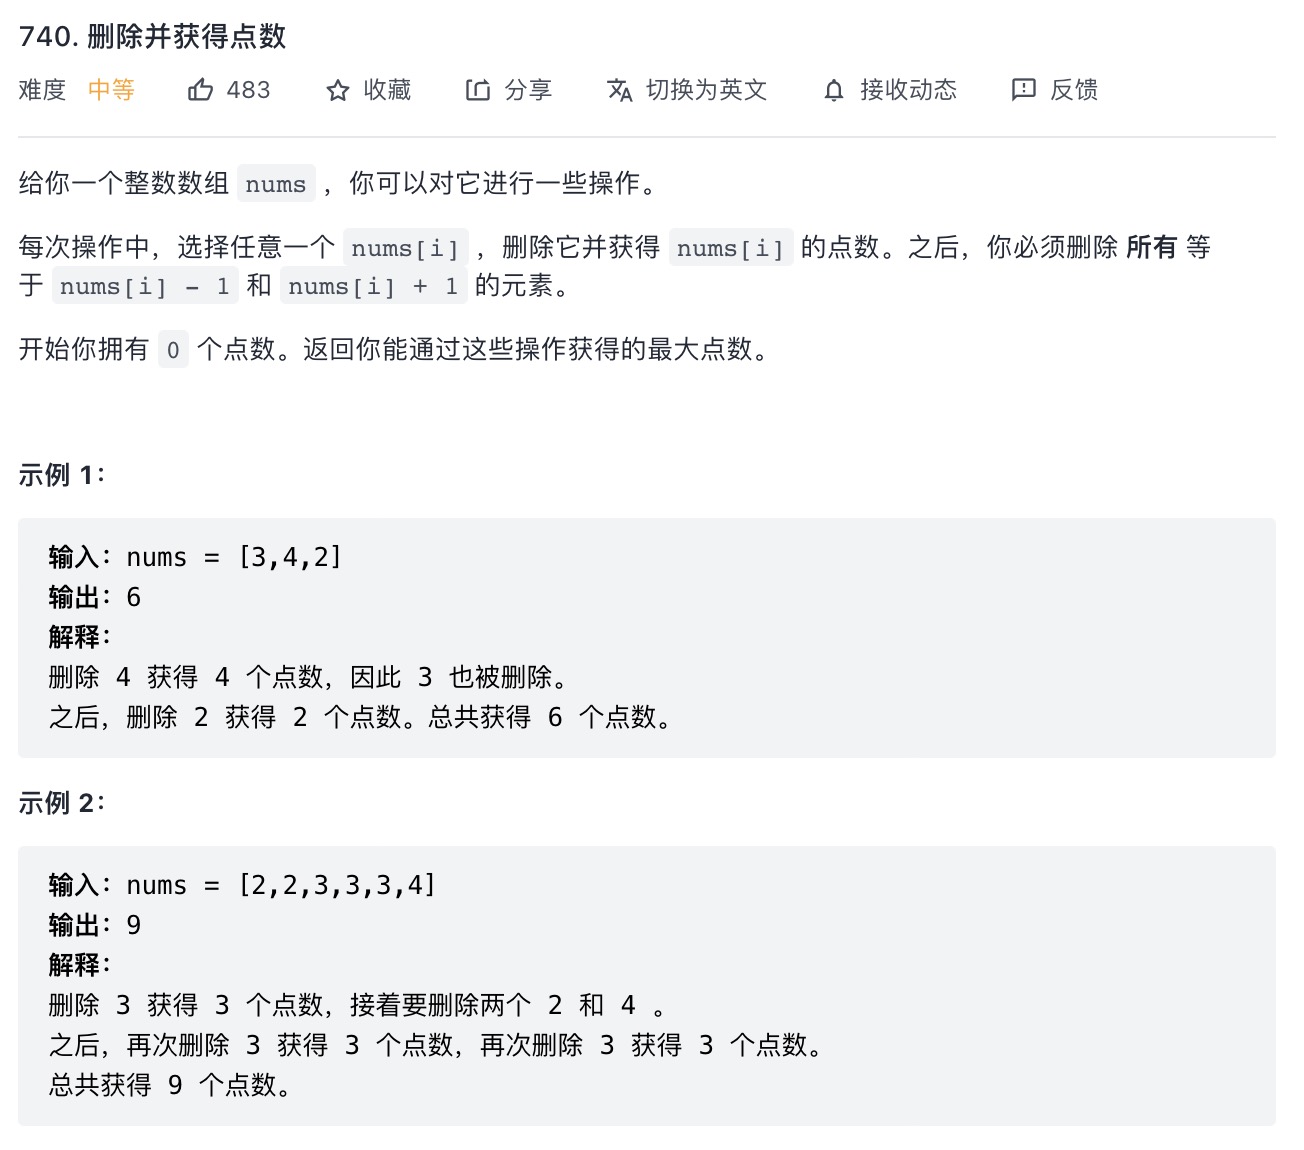 740. 删除并获得点数
难度 中等 483 收藏 分享 切换为英文 接收动态 反馈
给你一个整数数组 nums ，你可以对它进行一些操作。
每次操作中，选择任意一个 nums[i] ，删除它并获得 nums[i] 的点数。之后，你必须删除 所有 等
于 nums[i] - 1 和 nums[i] + 1 的元素。
开始你拥有 0 个点数。返回你能通过这些操作获得的最大点数。
示例 1：
输入：nums = [3,4,2]
输出：6
解释：
删除 4 获得 4 个点数，因此 3 也被删除。
之后，删除 2 获得 2 个点数。总共获得 6 个点数。
示例 2：
输入：nums = [2,2,3,3,3,4]
输出：9
解释：
删除 3 获得 3 个点数，接着要删除两个 2 和 4 。
之后，再次删除 3 获得 3 个点数，再次删除 3 获得 3 个点数。
总共获得 9 个点数。